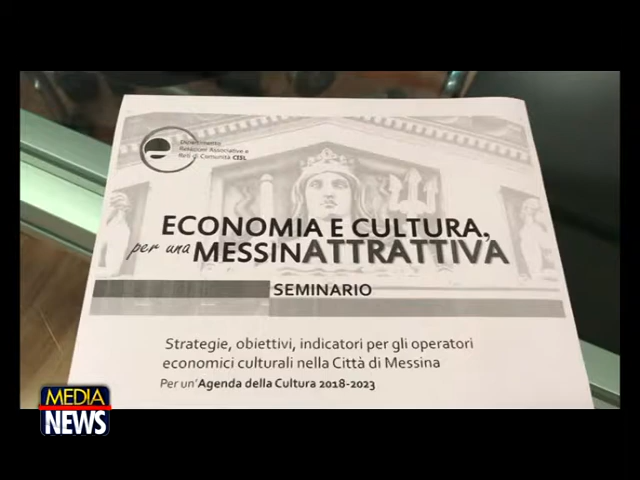 Dipartimento
Relazioni Associative e
Reti di Comunità CISL
ECONOMIA E CULTURA,
per una MESSINATTRATTIVA
SEMINARIO
Strategie, obiettivi, indicatori per gli operatori
economici culturali nella Città di Messina
Per un'Agenda della Cultura 2018-2023
MEDIA
NEWS